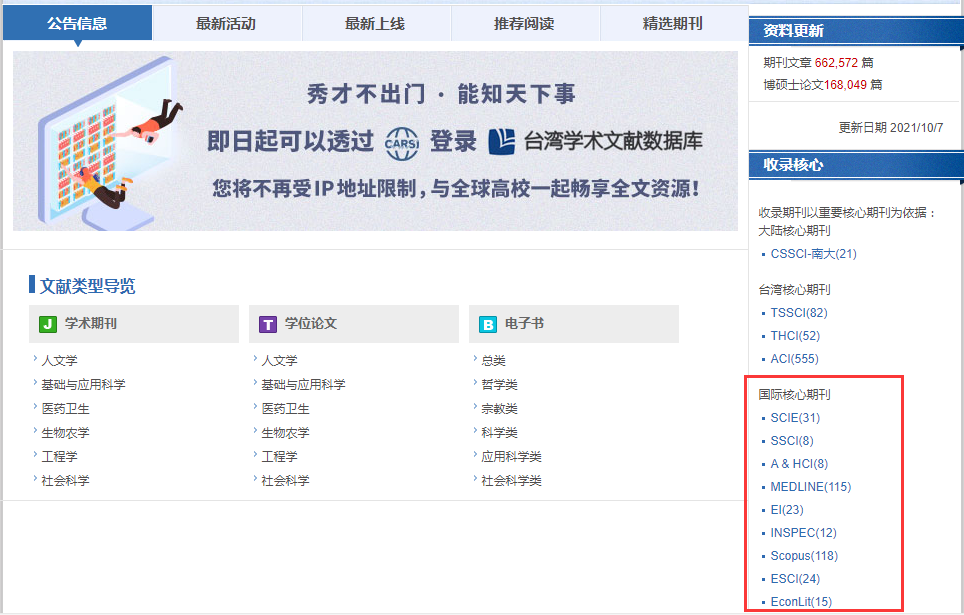 公告信息
最新活动
最新上线
推荐阅读
精选期刊
秀才不出门 · 能知天下事
即日起可以透过 CARSI 登录 台湾学术文献数据库
您将不再受IP地址限制，与全球高校一起畅享全文资源！
文献类型导览
J 学术期刊
人文学
基础与应用科学
医药卫生
生物农学
工程学
社会科学
T 学位论文
人文学
基础与应用科学
医药卫生
生物农学
工程学
社会科学
B 电子书
总类
哲学类
宗教类
科学类
应用科学类
社会科学类
资料更新
期刊文章 662,572 篇
博硕士论文168,049 篇
更新日期 2021/10/7
收录核心
收录期刊以重要核心期刊为依据：
大陆核心期刊
CSSCI-南大(21)
台湾核心期刊
TSSCI(82)
THCI(52)
ACI(555)
国际核心期刊
SCIE(31)
SSCI(8)
A & HCI(8)
MEDLINE(115)
EI(23)
INSPEC(12)
Scopus(118)
ESCI(24)
EconLit(15)